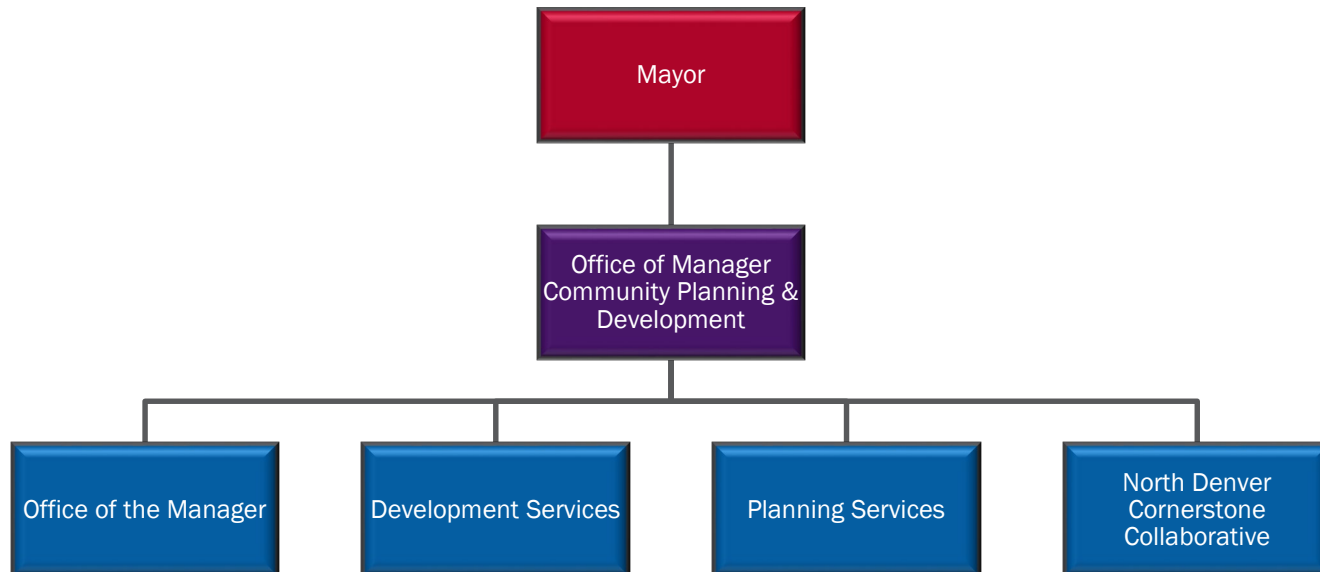 Mayor
Office of Manager
Community Planning &
Development
Office of the Manager
Development Services
Planning Services
North Denver
Cornerstone
Collaborative